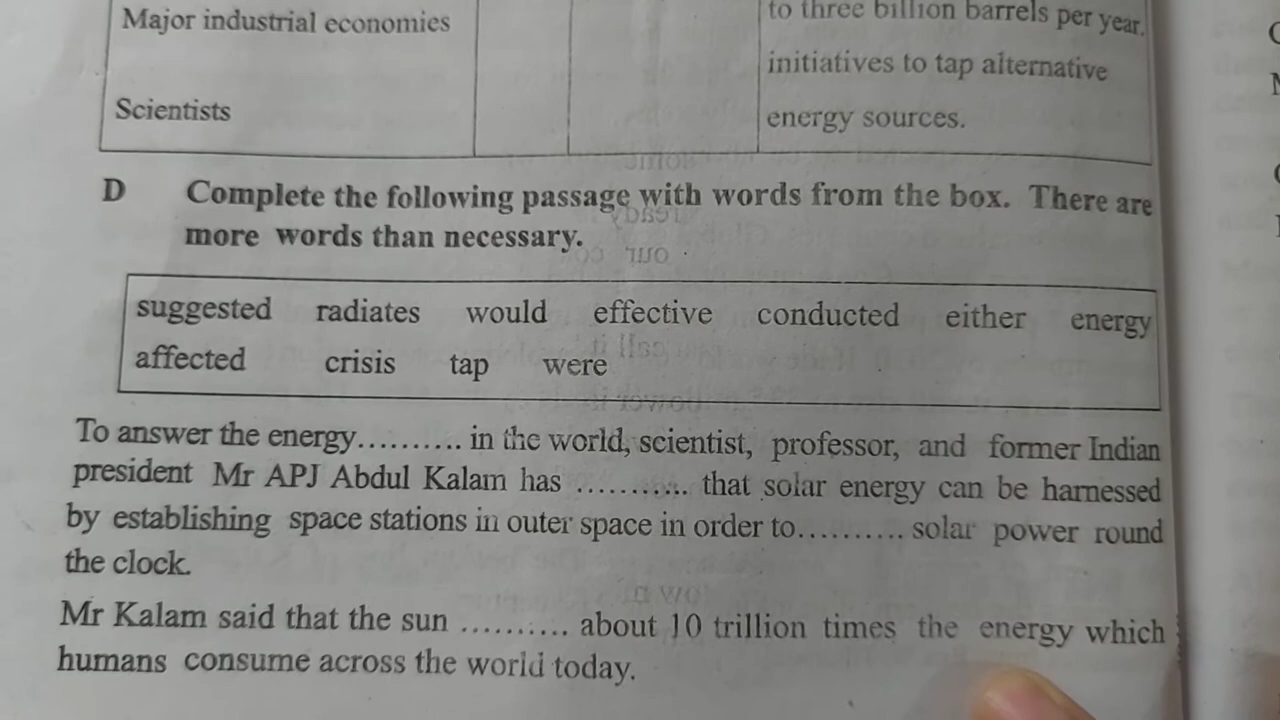 to three billion barrels per year.
Major industrial economies
initiatives to tap alternative
Scientists
energy sources.
D Complete the following passage with words from the box. There are
more words than necessary.
suggested radiates would effective conducted either energy
affected crisis tap were
To answer the energy.......... in the world, scientist, professor, and former Indian
president Mr APJ Abdul Kalam has ........... that solar energy can be harnessed
by establishing space stations in outer space in order to.......... solar power round
the clock.
Mr Kalam said that the sun .......... about 10 trillion times the energy which
humans consume across the world today.